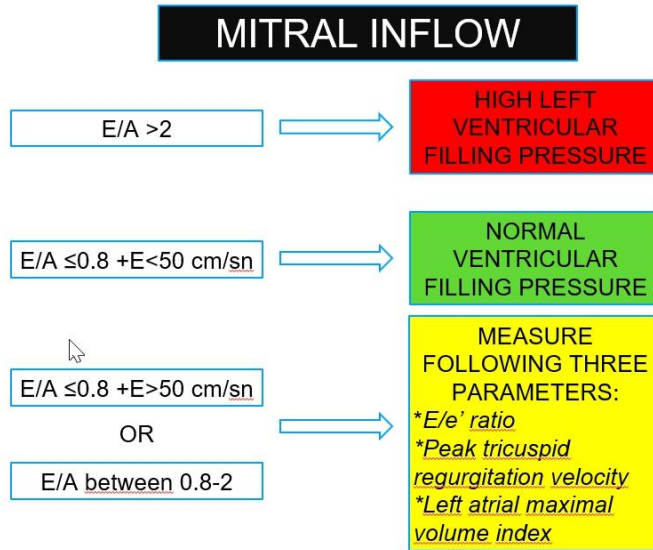 MITRAL INFLOW
E/A >2
HIGH LEFT
VENTRICULAR
FILLING PRESSURE
E/A ≤0.8 +E<50 cm/sn
NORMAL
VENTRICULAR
FILLING PRESSURE
E/A ≤0.8 +E>50 cm/sn
OR
E/A between 0.8-2
MEASURE
FOLLOWING THREE
PARAMETERS:
*E/e' ratio
*Peak tricuspid
regurgitation velocity
*Left atrial maximal
volume index